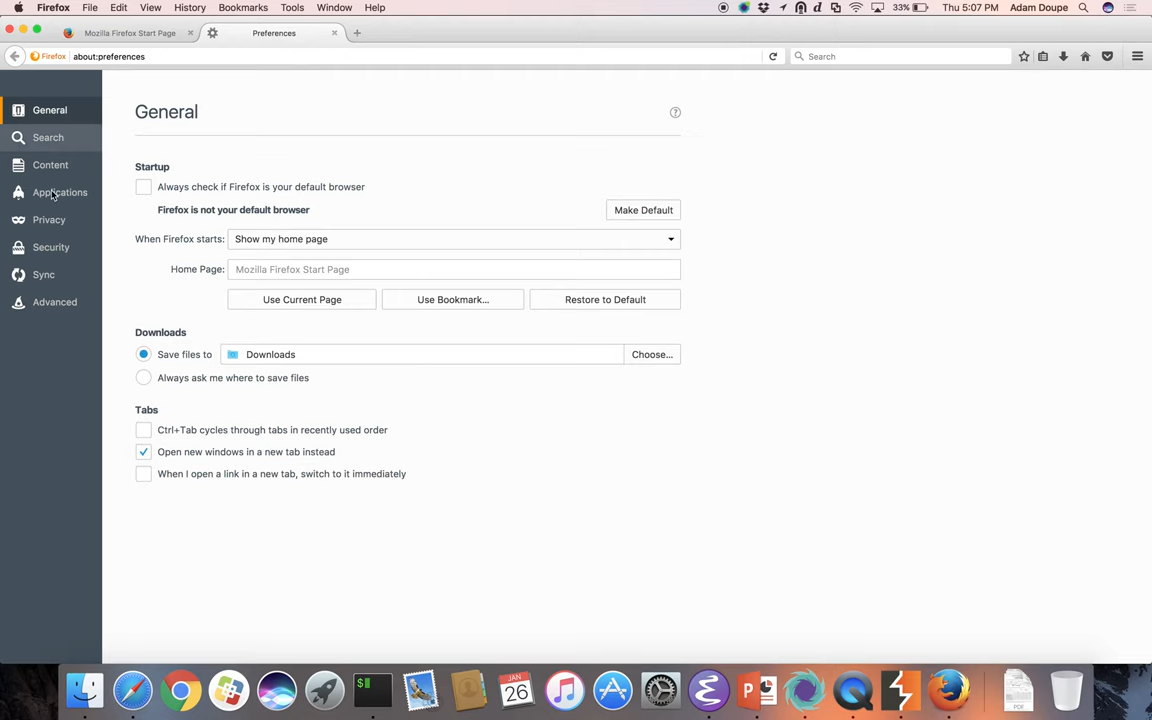 Firefox File Edit View History Bookmarks Tools Window Help 33% Thu 5:07 PM Adam Doupe
Mozilla Firefox Start Page Preferences
Firefox about:preferences Search
General
Search
Content
Applications
Privacy
Security
Sync
Advanced
General
Startup
Always check if Firefox is your default browser
Firefox is not your default browser Make Default
When Firefox starts: Show my home page
Home Page: Mozilla Firefox Start Page
Use Current Page Use Bookmark... Restore to Default
Downloads
Save files to Downloads Choose...
Always ask me where to save files
Tabs
Ctrl+Tab cycles through tabs in recently used order
Open new windows in a new tab instead
When I open a link in a new tab, switch to it immediately
JAN
26
PDF